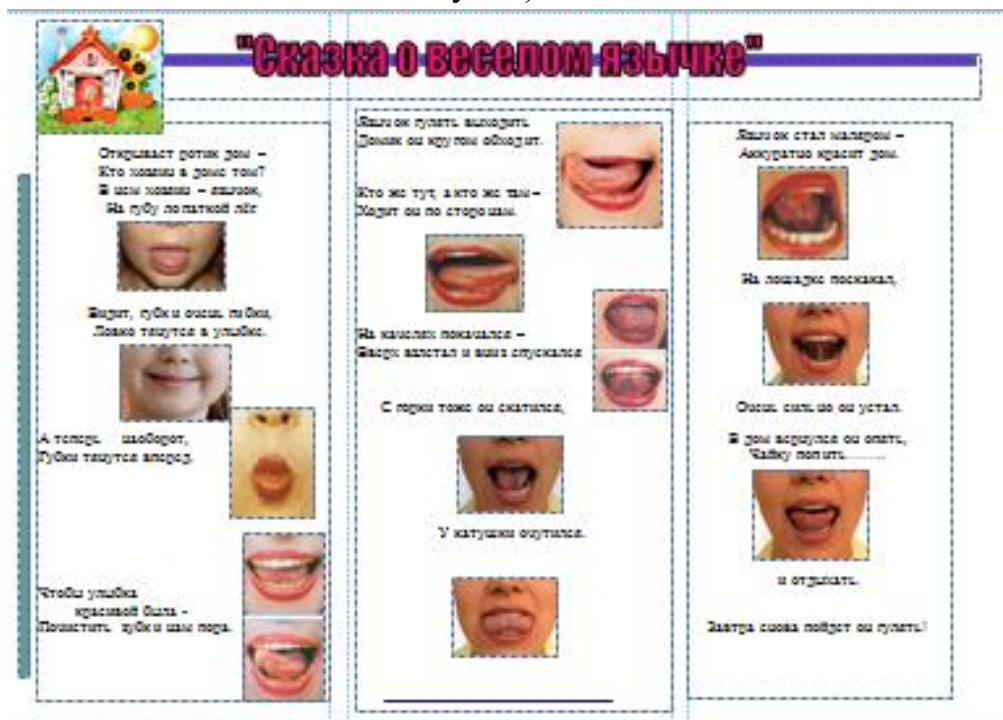 "Сказка о веселом язычке"
Открывает ротик дом –
Кто хозяин в доме том?
В нем хозяин – язычок,
На губу лопаткой лёг
Видит, губки очень гибки,
Ловко тянутся в улыбке.
А теперь наоборот,
Губки тянутся вперед.
Чтобы улыбка
красивой была -
Почистить зубки нам пора.
Язычок гулять выходит
Домик он кругом обходит.
Кто же тут, а кто же там –
Ходит он по сторонам.
На качелях покачался –
Вверх взлетал и вниз спускался
С горки тоже он скатился,
У катушки очутился.
Язычок стал маляром –
Аккуратно красит дом.
На лошадке поскакал,
Очень сильно он устал.
В дом вернулся он опять,
Чайку попить.........
и отдыхать.
Завтра снова пойдет он гулять!